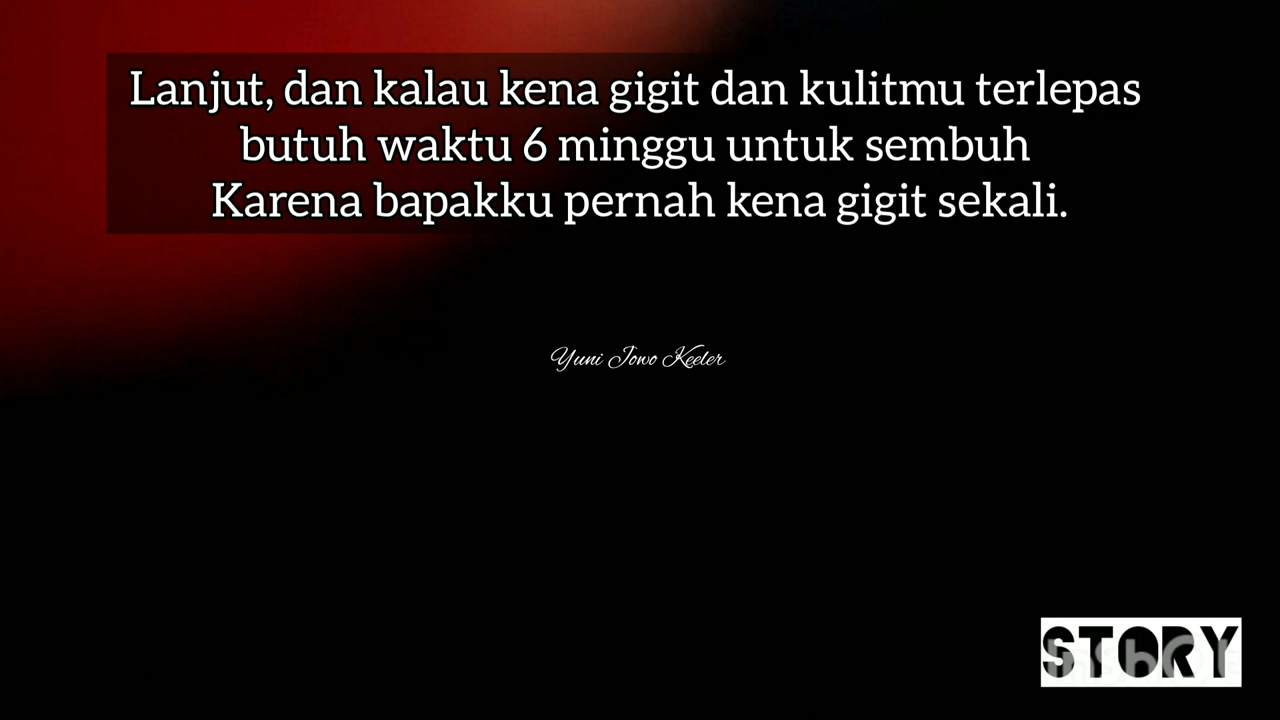 Lanjut, dan kalau kena gigit dan kulitmu terlepas
butuh waktu 6 minggu untuk sembuh
Karena bapakku pernah kena gigit sekali.
Yuni Jowo Keeler
STORY